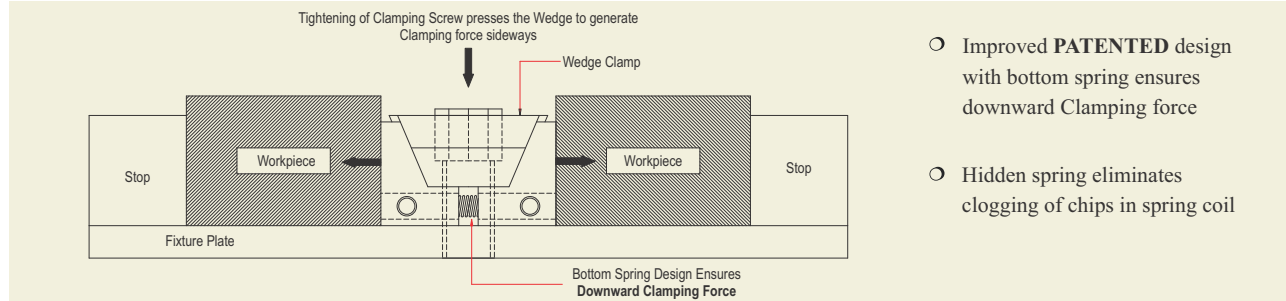 Tightening of Clamping Screw presses the Wedge to generate
Clamping force sideways
Wedge Clamp
Stop
Workpiece
Workpiece
Stop
Fixture Plate
Bottom Spring Design Ensures
Downward Clamping Force
Improved PATENTED design
with bottom spring ensures
downward Clamping force
Hidden spring eliminates
clogging of chips in spring coil